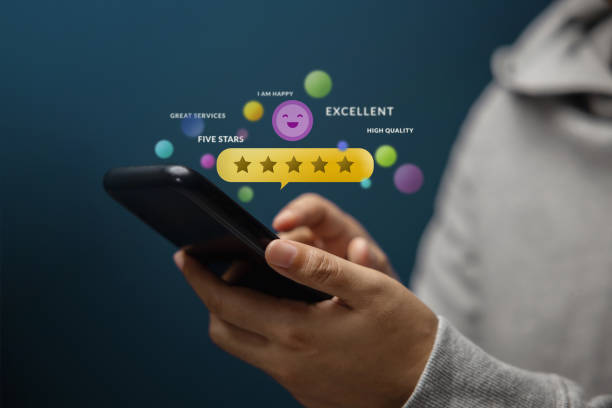 I AM HAPPY
EXCELLENT
GREAT SERVICES
HIGH QUALITY
FIVE STARS